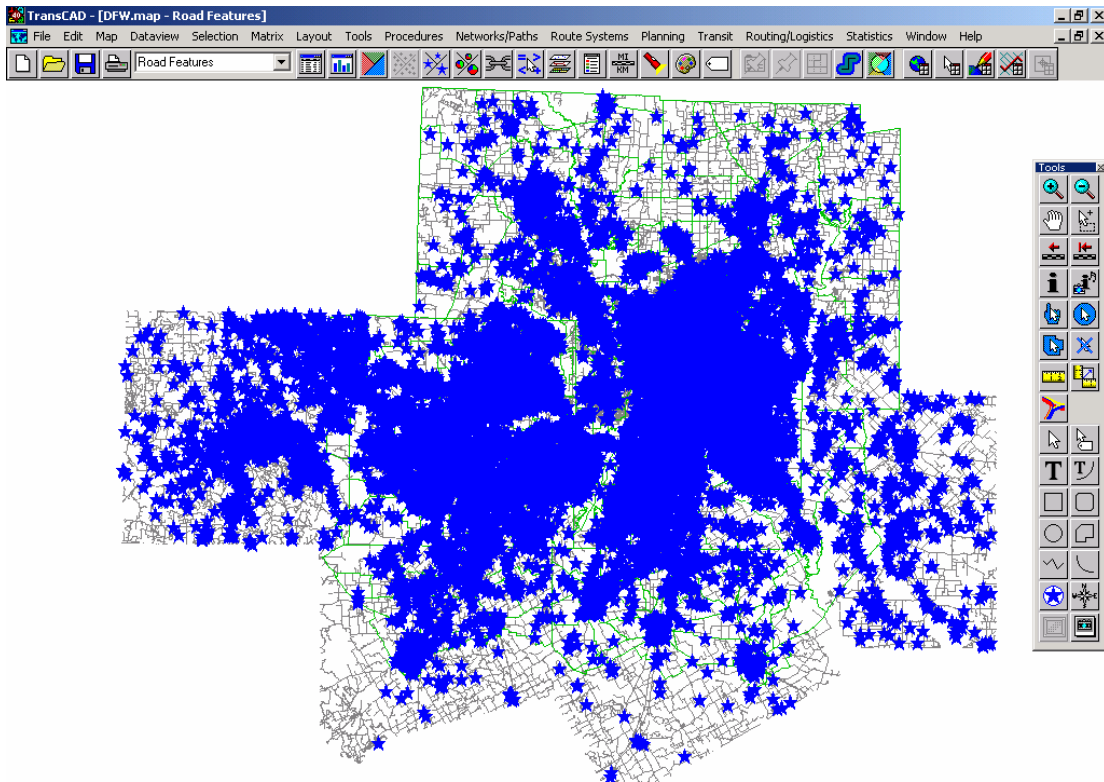 TransCAD - [DFW.map - Road Features]
File Edit Map Dataview Selection Matrix Layout Tools Procedures Networks/Paths Route Systems Planning Transit Routing/Logistics Statistics Window Help
Road Features
MI
KM
Tools
T T